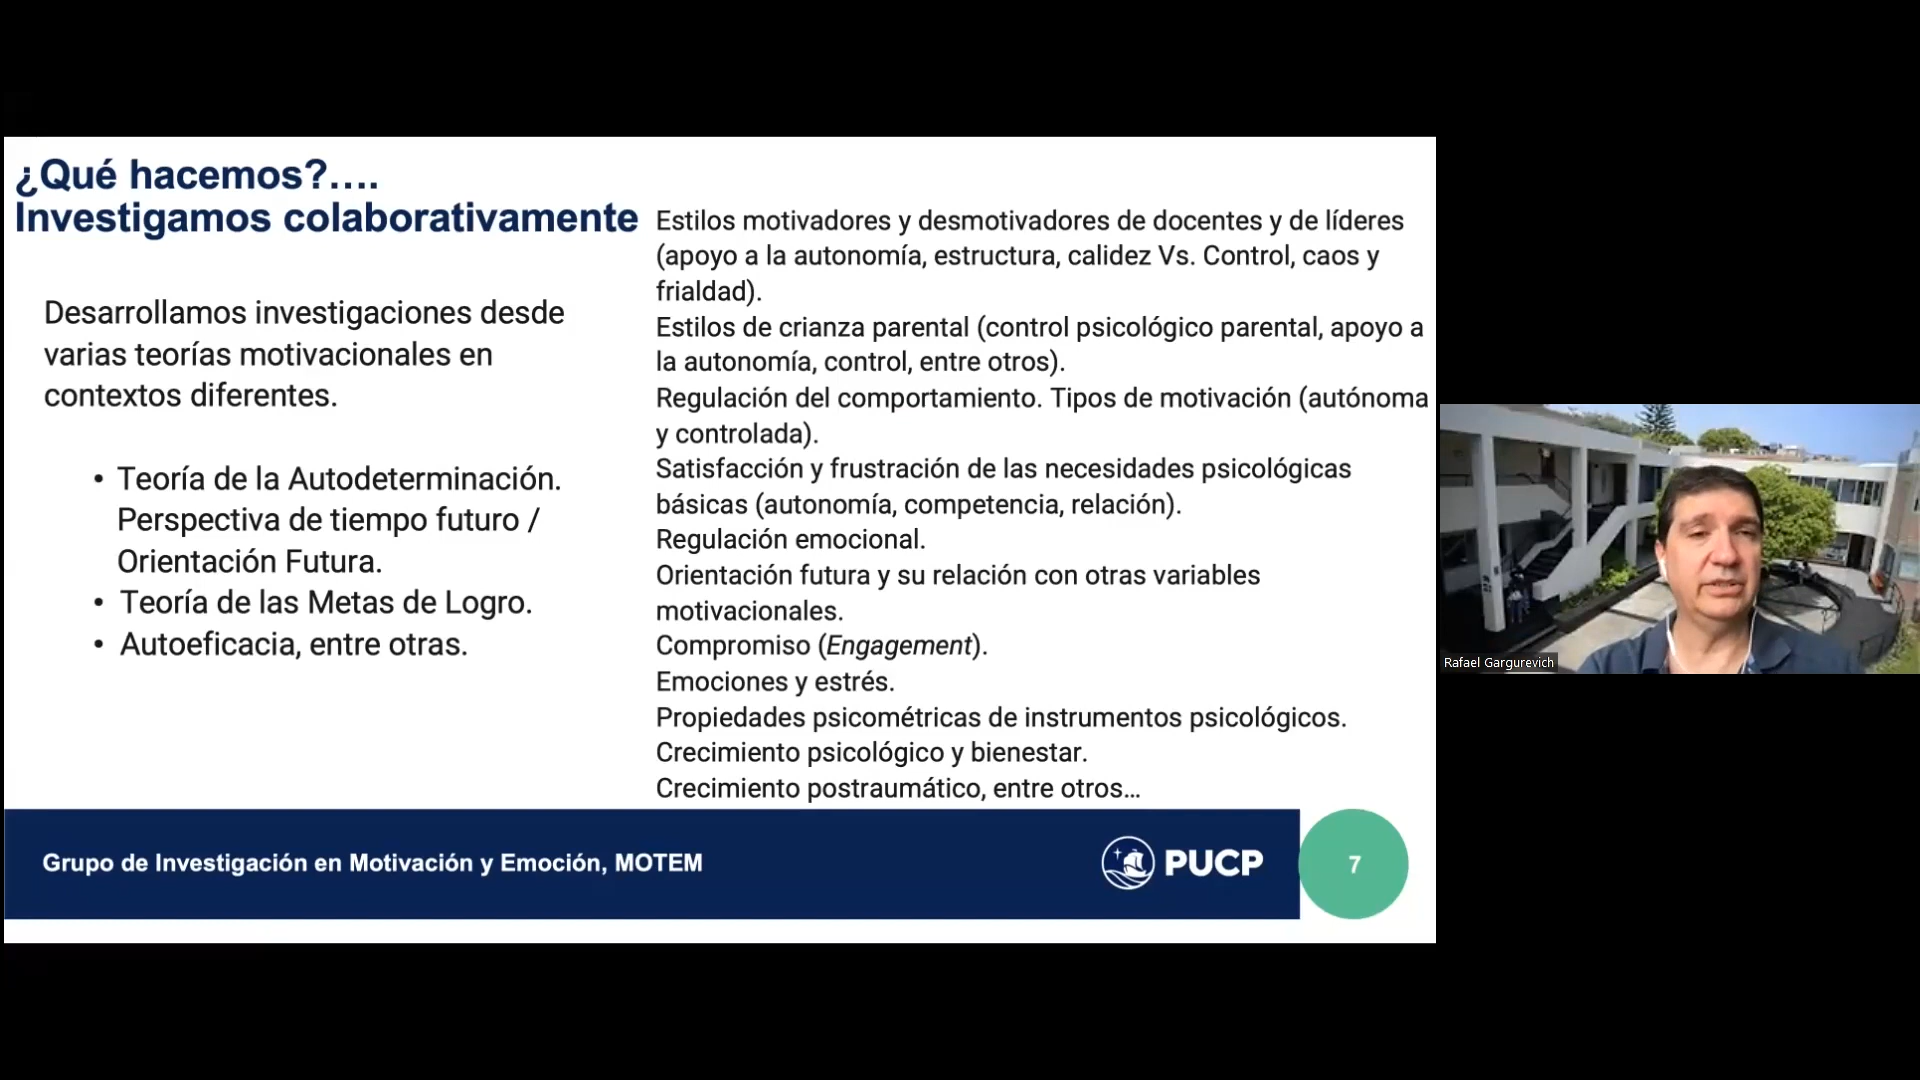 ¿Qué hacemos?....
Investigamos colaborativamente
Desarrollamos investigaciones desde
varias teorías motivacionales en
contextos diferentes.
• Teoría de la Autodeterminación.
Perspectiva de tiempo futuro /
Orientación Futura.
• Teoría de las Metas de Logro.
• Autoeficacia, entre otras.
Estilos motivadores y desmotivadores de docentes y de líderes
(apoyo a la autonomía, estructura, calidez Vs. Control, caos y
frialdad).
Estilos de crianza parental (control psicológico parental, apoyo a
la autonomía, control, entre otros).
Regulación del comportamiento. Tipos de motivación (autónoma
y controlada).
Satisfacción y frustración de las necesidades psicológicas
básicas (autonomía, competencia, relación).
Regulación emocional.
Orientación futura y su relación con otras variables
motivacionales.
Compromiso (Engagement).
Emociones y estrés.
Propiedades psicométricas de instrumentos psicológicos.
Crecimiento psicológico y bienestar.
Crecimiento postraumático, entre otros…
Grupo de Investigación en Motivación y Emoción, MOTEM
PUCP
7
Rafael Gargurevich